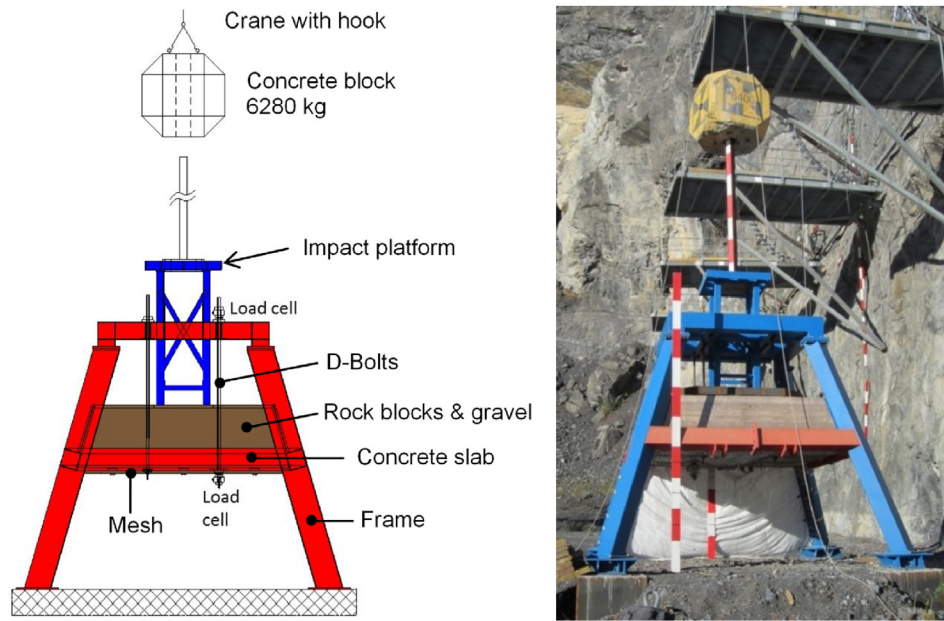 Crane with hook
Concrete block
6280 kg
Impact platform
Load cell
D-Bolts
Rock blocks & gravel
Concrete slab
Load
cell
Mesh
Frame